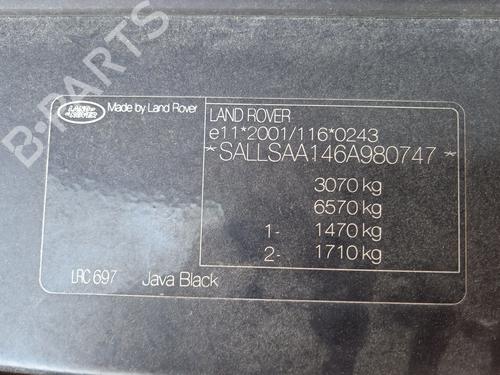 B-PARTS
LAND-
ROVER
Made by Land Rover
LAND ROVER
e11*2001/116*0243
*SALLSAA146A980747*
3070 kg
6570 kg
1- 1470 kg
2- 1710 kg
LRC 697 Java Black